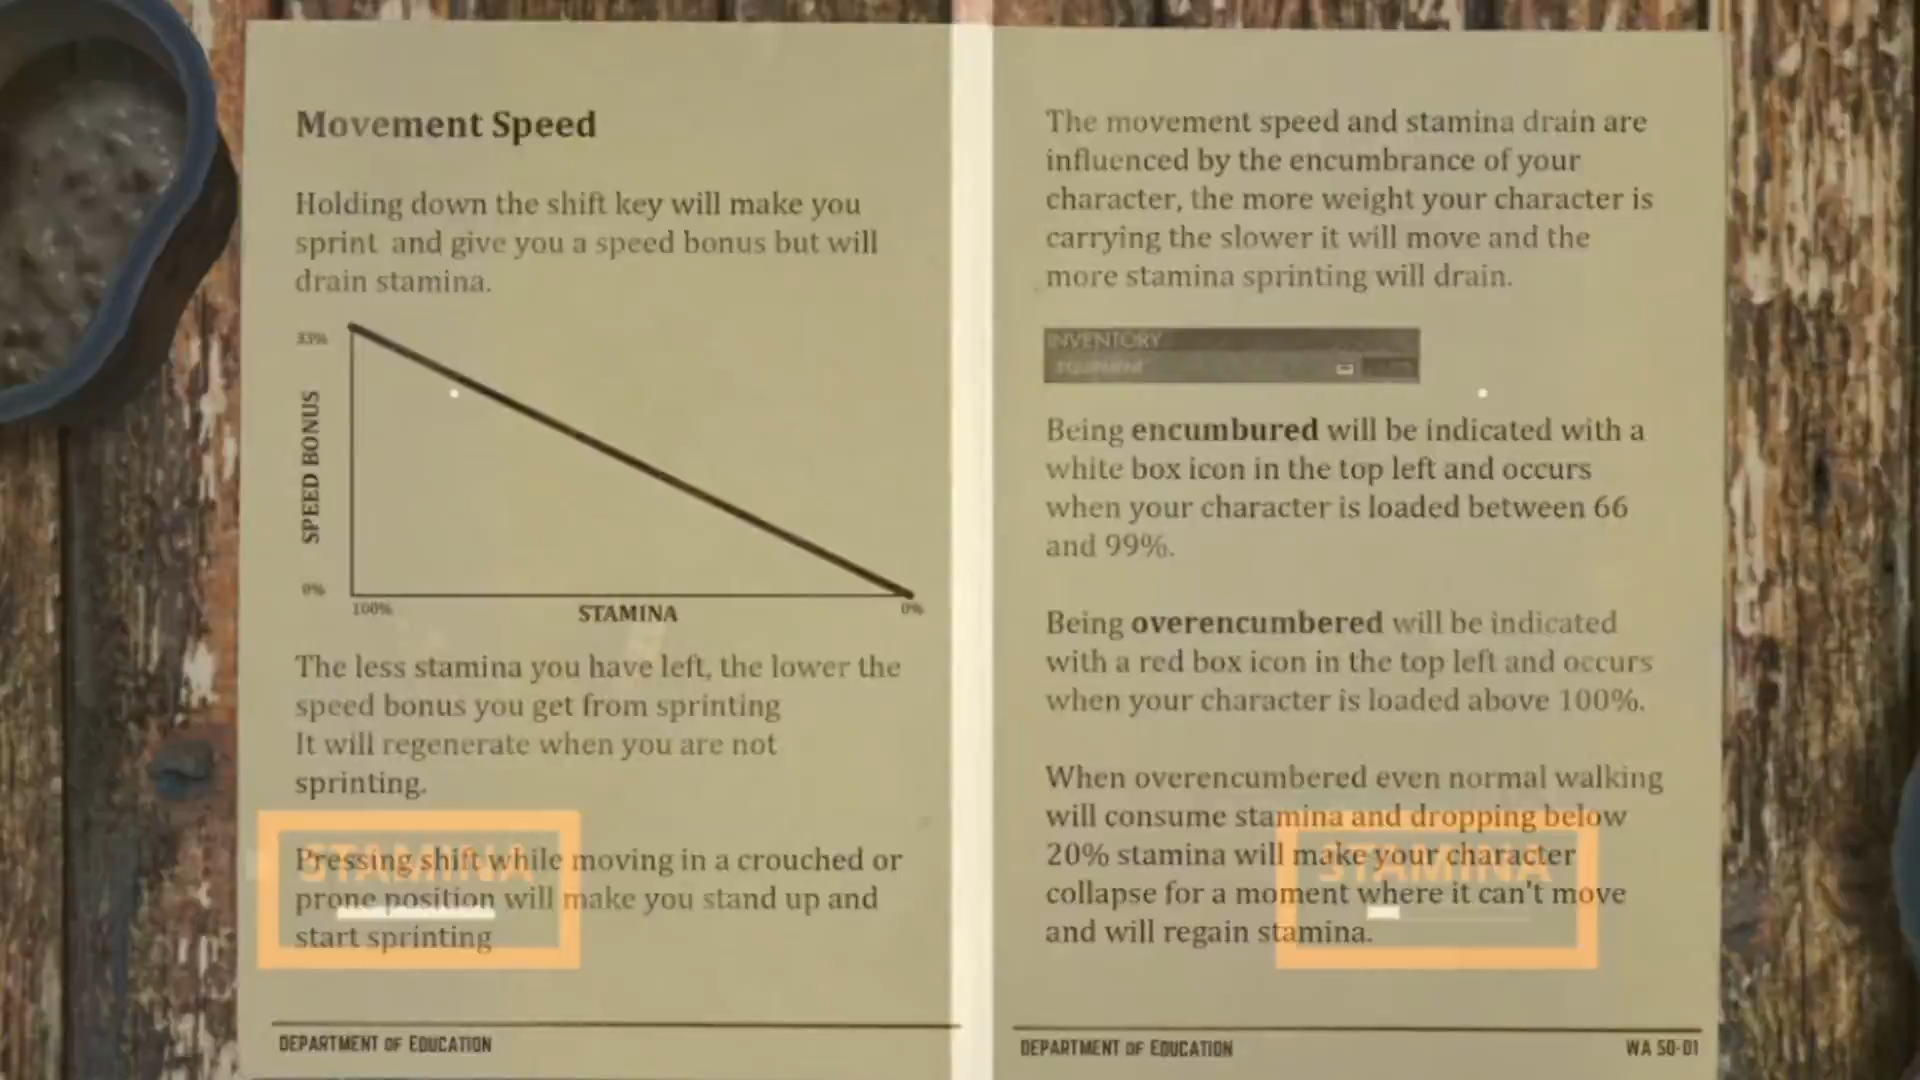 Movement Speed
Holding down the shift key will make you
sprint and give you a speed bonus but will
drain stamina.
33%
SPEED BONUS
0%
100%
STAMINA
0%
The less stamina you have left, the lower the
speed bonus you get from sprinting
It will regenerate when you are not
sprinting.
STAMINA
Pressing shift while moving in a crouched or
prone position will make you stand up and
start sprinting
DEPARTMENT OF EDUCATION
The movement speed and stamina drain are
influenced by the encumbrance of your
character, the more weight your character is
carrying the slower it will move and the
more stamina sprinting will drain.
INVENTORY
EQUIPMENT
Being encumbured will be indicated with a
white box icon in the top left and occurs
when your character is loaded between 66
and 99%.
Being overencumbered will be indicated
with a red box icon in the top left and occurs
when your character is loaded above 100%.
When overencumbered even normal walking
will consume stamina and dropping below
20% stamina will make your character
STAMINA
collapse for a moment where it can't move
and will regain stamina.
DEPARTMENT OF EDUCATION
WA 50-01